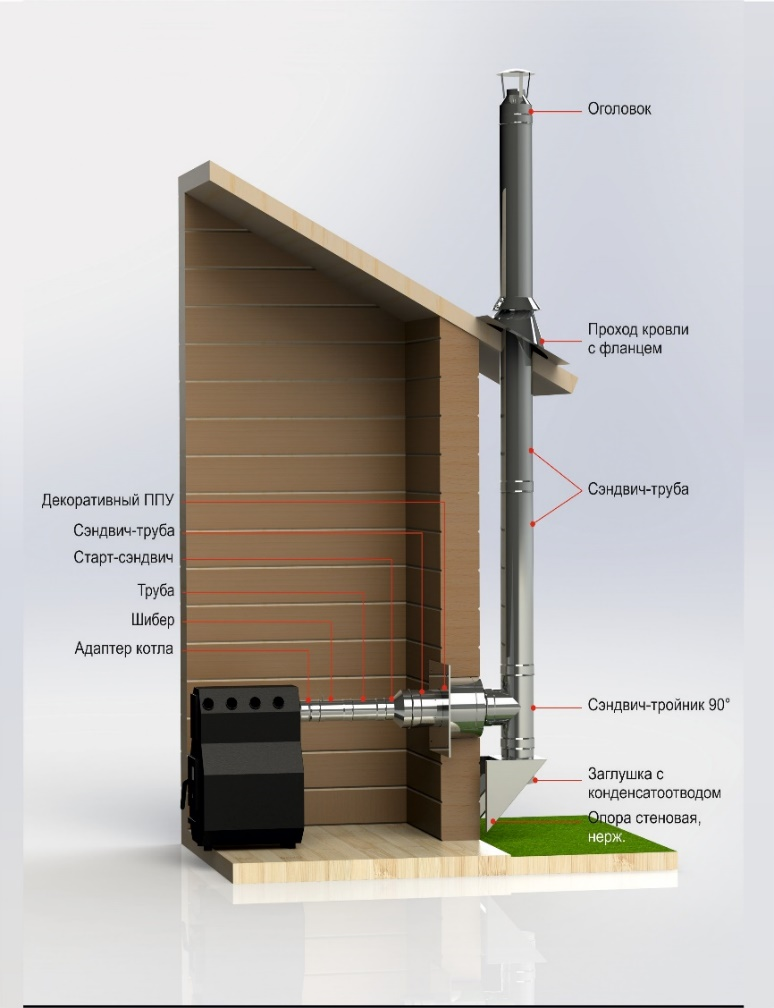 Оголовок
Проход кровли
с фланцем
Сэндвич-труба
Декоративный ППУ
Сэндвич-труба
Старт-сэндвич
Труба
Шибер
Адаптер котла
Сэндвич-тройник 90°
Заглушка с
конденсатоотводом
Опора стеновая,
нерж.